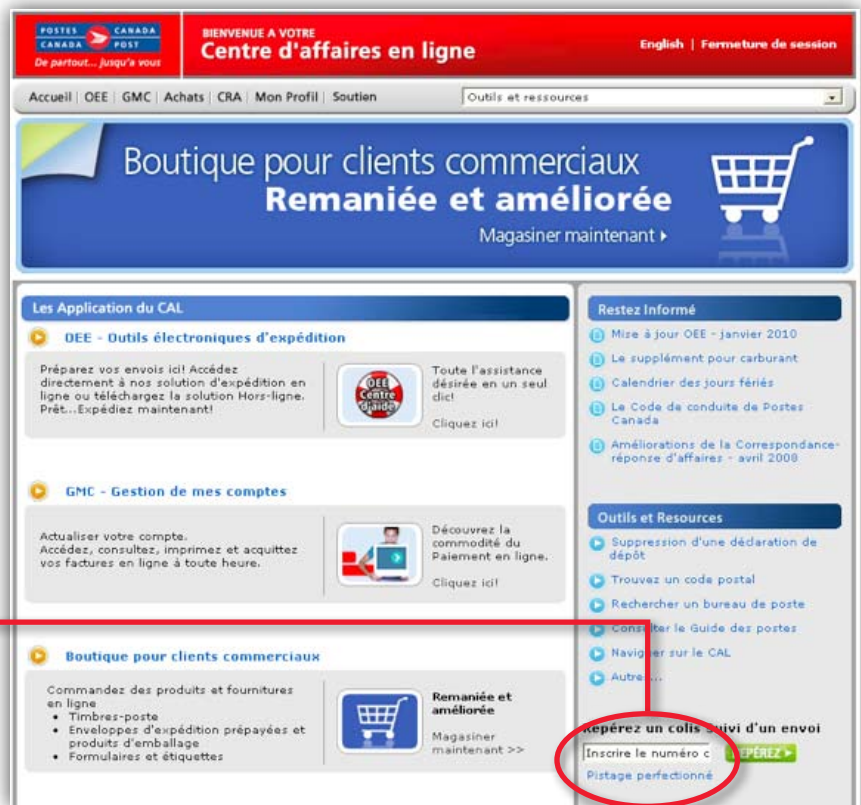 POSTES CANADA
CANADA POST
De partout... jusqu'à vous
BIENVENUE A VOTRE
Centre d'affaires en ligne
English | Fermeture de session
Accueil | OEE | GMC | Achats | CRA | Mon Profil | Soutien
Outils et ressources
Boutique pour clients commerciaux
Remaniée et améliorée
Magasiner maintenant
Les Application du CAL
OEE - Outils électroniques d'expédition
Préparez vos envois ici! Accédez
directement à nos solution d'expédition en
ligne ou téléchargez la solution Hors-ligne.
Prêt...Expédiez maintenant!
OEE
Centre
d'aide
Toute l'assistance
désirée en un seul
clic!
Cliquez ici!
GMC - Gestion de mes comptes
Actualiser votre compte.
Accédez, consultez, imprimez et acquittez
vos factures en ligne à toute heure.
Découvrez la
commodité du
Paiement en ligne.
Cliquez ici!
Boutique pour clients commerciaux
Commandez des produits et fournitures
en ligne
• Timbres-poste
• Enveloppes d'expédition prépayées et
produits d'emballage
• Formulaires et étiquettes
Remaniée et
améliorée
Magasiner
maintenant >>
Restez Informé
Mise à jour OEE - janvier 2010
Le supplément pour carburant
Calendrier des jours fériés
Le Code de conduite de Postes
Canada
Améliorations de la Correspondance-
réponse d'affaires - avril 2008
Outils et Resources
Suppression d'une déclaration de
dépôt
Trouvez un code postal
Rechercher un bureau de poste
Consulter le Guide des postes
Naviguer sur le CAL
Autres...
Repérez un colis Suivi d'un envoi
Inscrire le numéro c
REPÉREZ
Pistage perfectionné